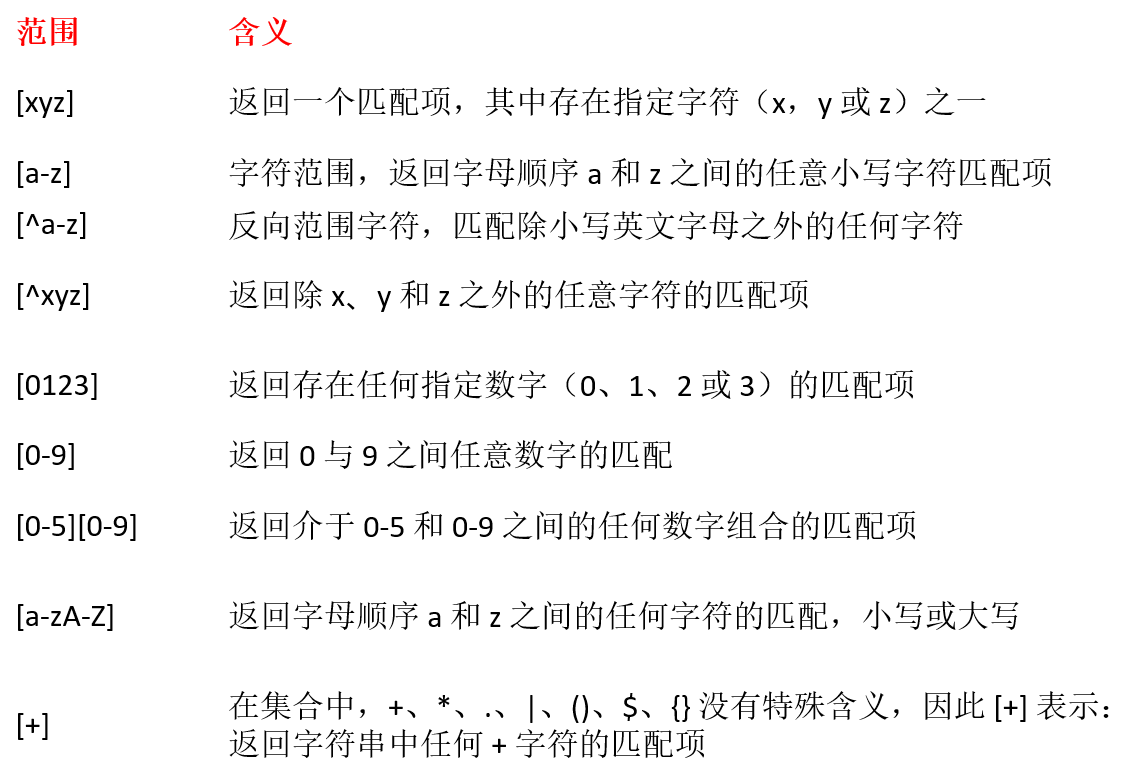 范围 含义
[xyz] 返回一个匹配项，其中存在指定字符（x，y 或 z）之一
[a-z] 字符范围，返回字母顺序 a 和 z 之间的任意小写字符匹配项
[^a-z] 反向范围字符，匹配除小写英文字母之外的任何字符
[^xyz] 返回除 x、y 和 z 之外的任意字符的匹配项
[0123] 返回存在任何指定数字（0、1、2 或 3）的匹配项
[0-9] 返回 0 与 9 之间任意数字的匹配
[0-5][0-9] 返回介于 0-5 和 0-9 之间的任何数字组合的匹配项
[a-zA-Z] 返回字母顺序 a 和 z 之间的任何字符的匹配，小写或大写
[+] 在集合中，+、*、.、|、()、$、{} 没有特殊含义，因此 [+] 表示：
返回字符串中任何 + 字符的匹配项